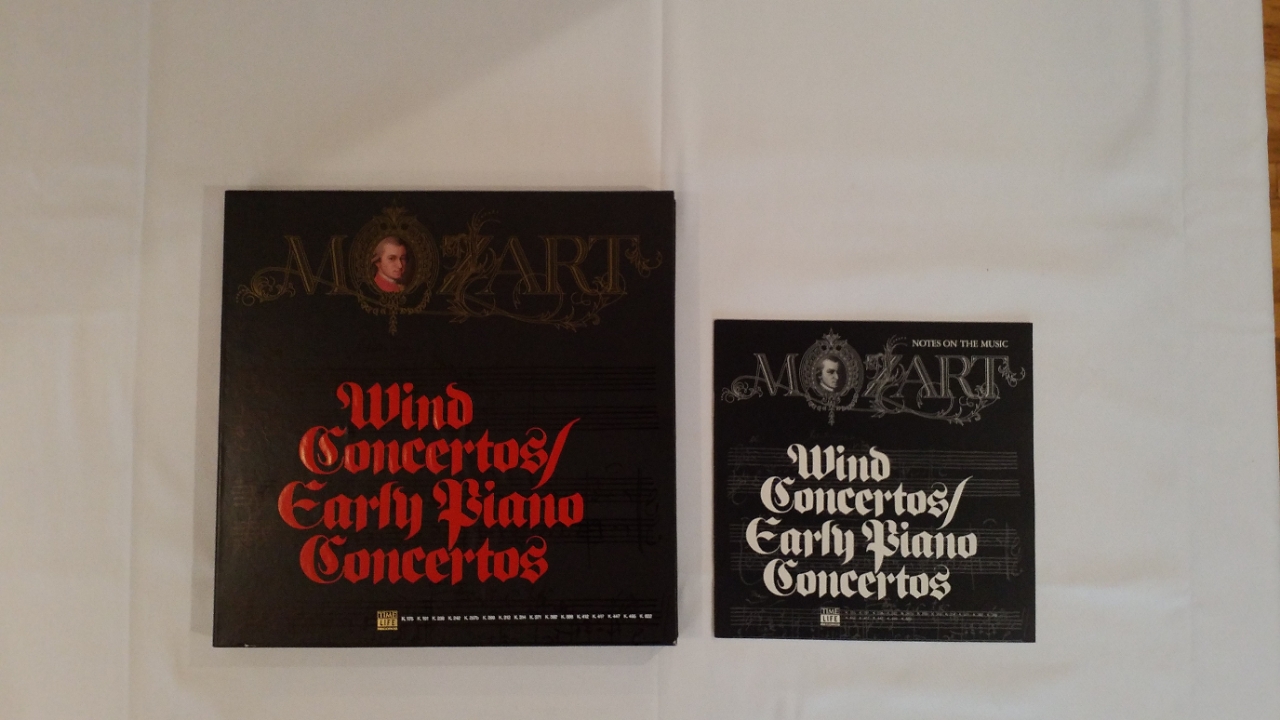 MOZART
Wind
Concertos/
Early Piano
Concertos
TIME
LIFE
NOTES ON THE MUSIC
MOZART
Wind
Concertos/
Early Piano
Concertos
TIME
LIFE